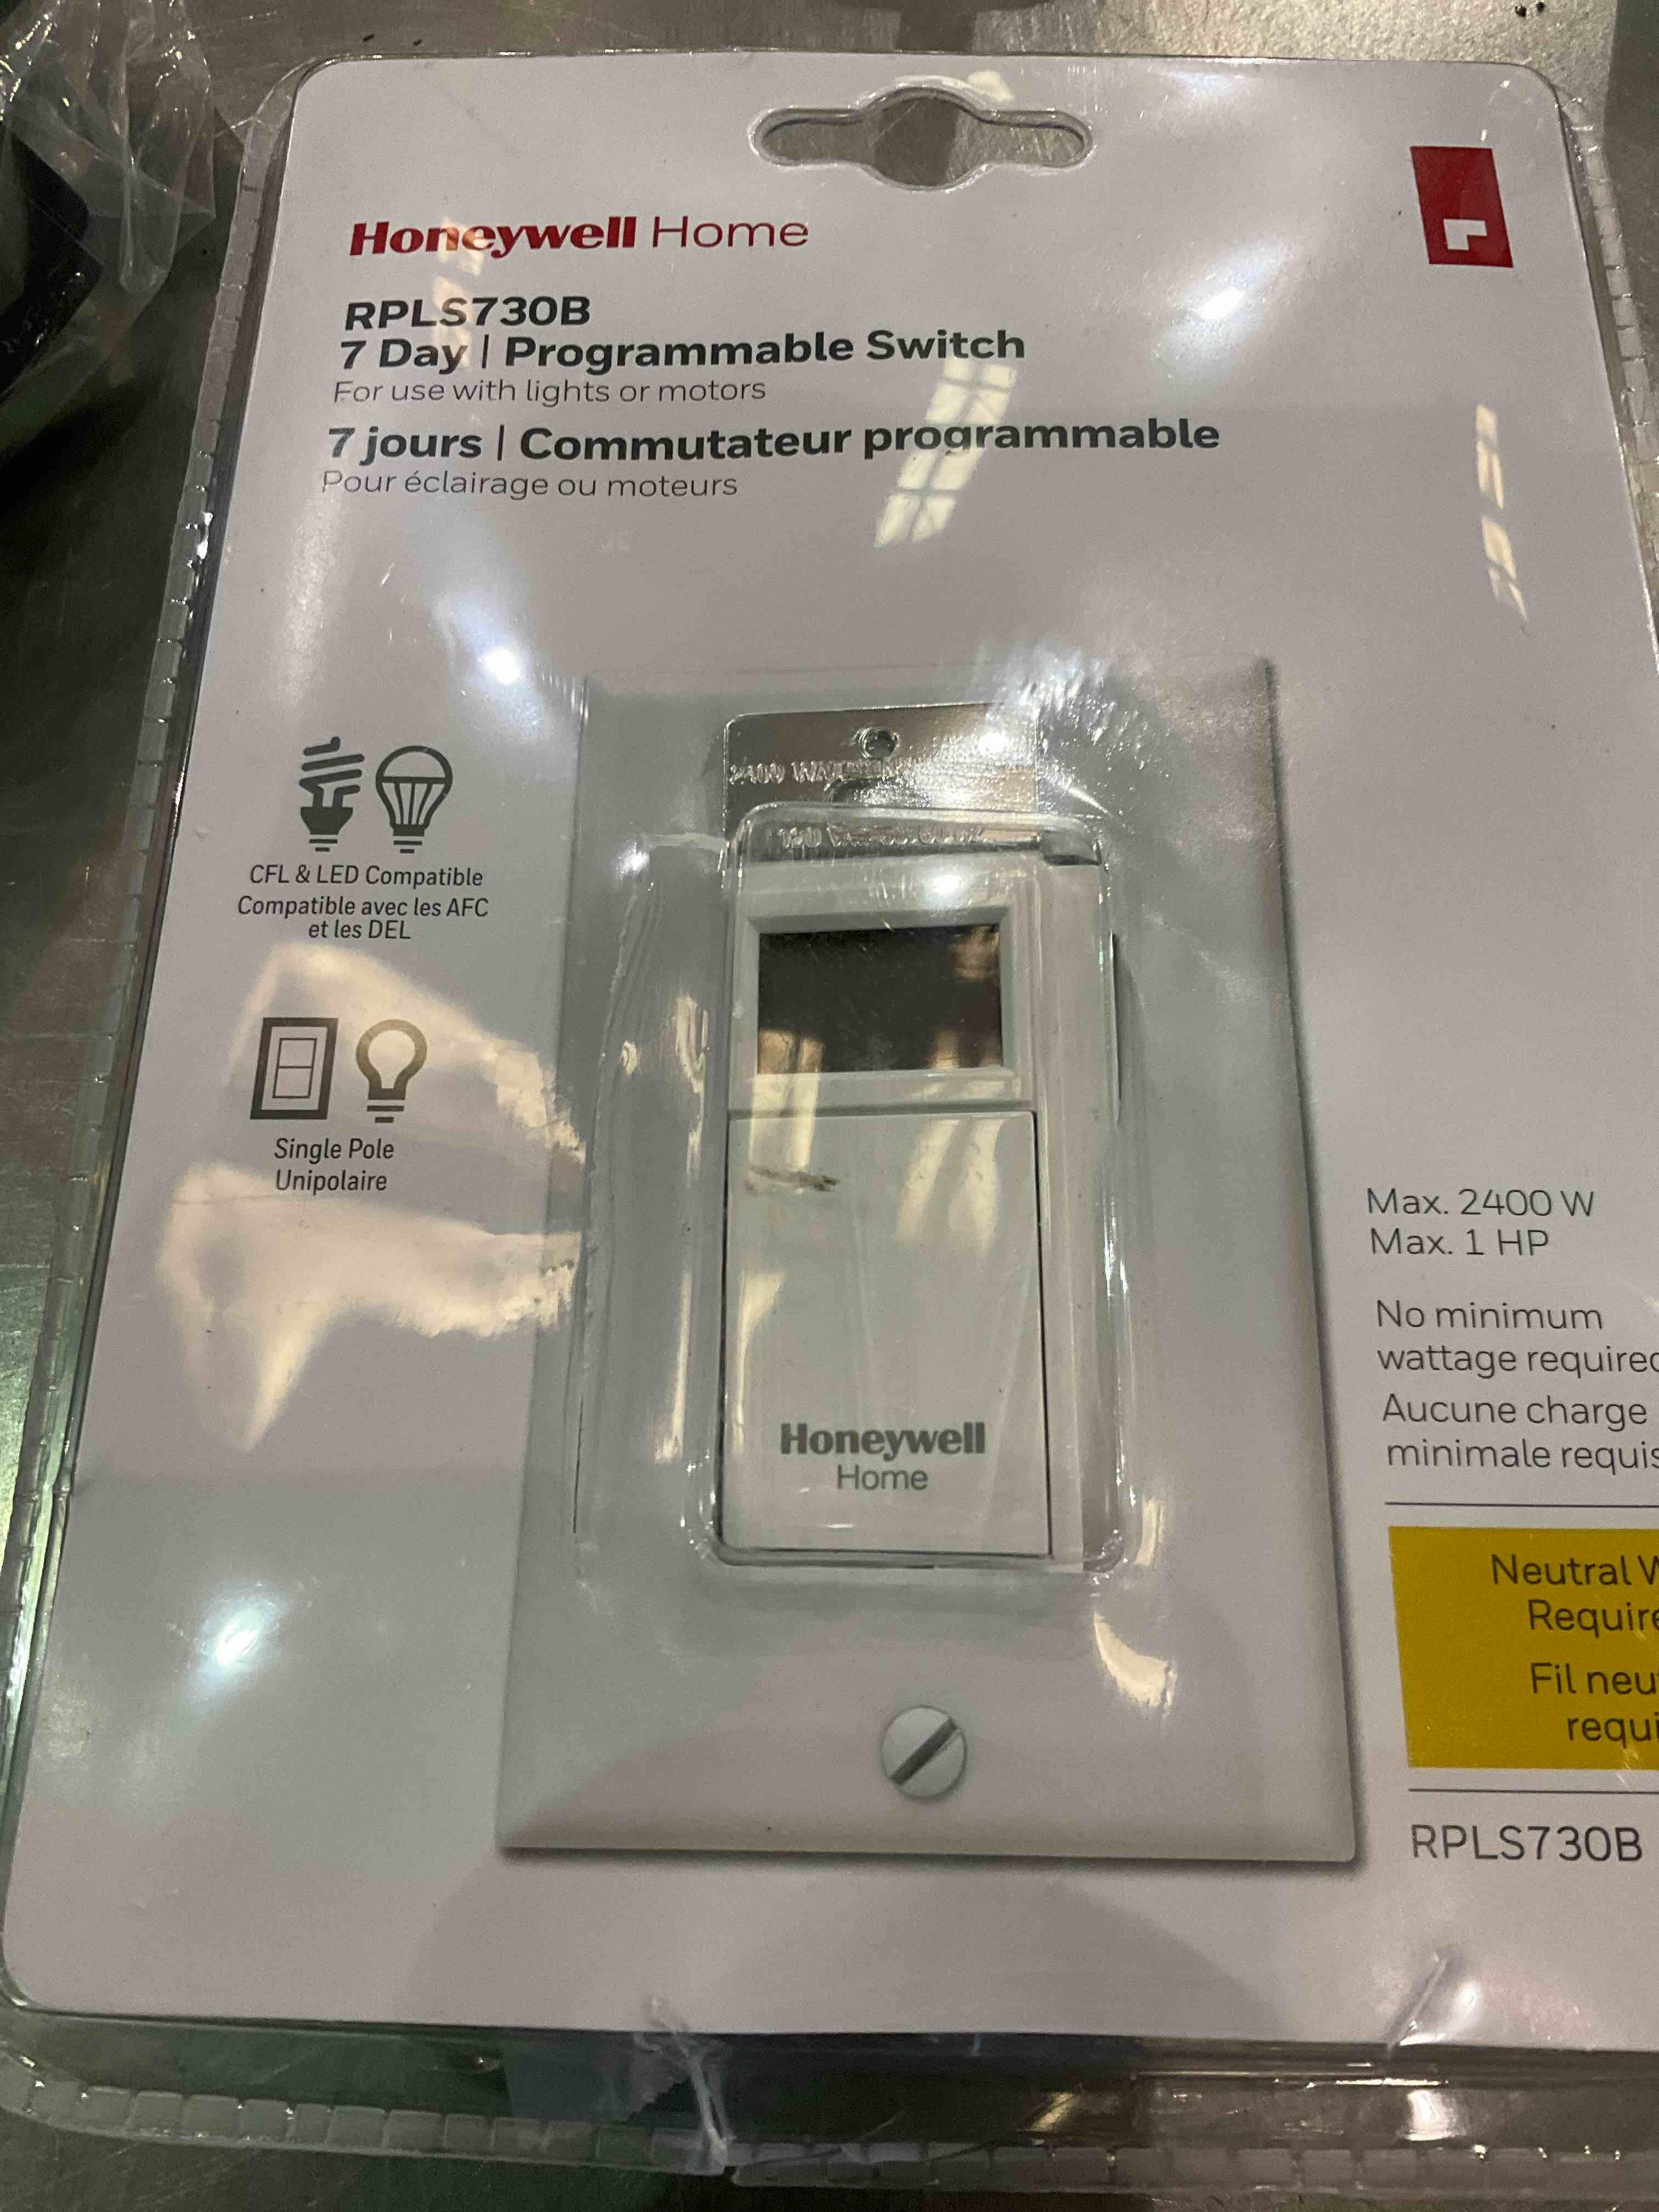 Honeywell Home
RPLS730B
7 Day | Programmable Switch
For use with lights or motors
7 jours | Commutateur programmable
Pour éclairage ou moteurs
2400
CFL & LED Compatible
Compatible avec les AFC
et les DEL
Single Pole
Unipolaire
Honeywell
Home
Max. 2400 W
Max. 1 HP
No minimum
wattage required
Aucune charge
minimale requis
Neutral W
Require
Fil neu
requi
RPLS730B